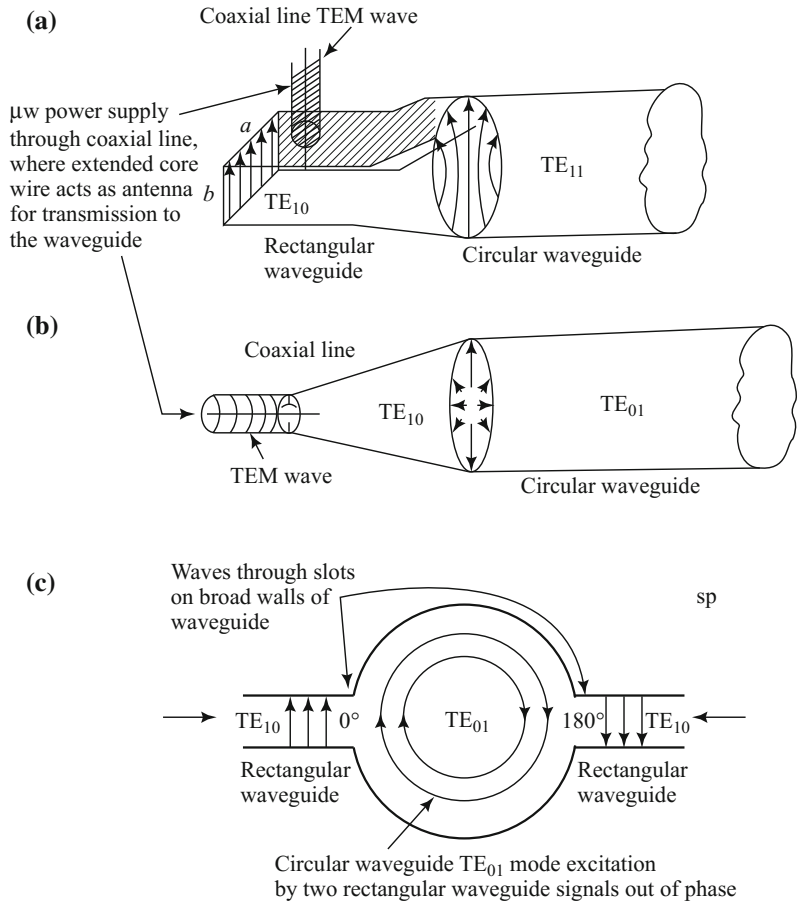 (a)
Coaxial line TEM wave
μw power supply
through coaxial line,
where extended core
wire acts as antenna
for transmission to
the waveguide
a
b
TE10
TE11
Rectangular
waveguide
Circular waveguide
(b)
Coaxial line
TE10
TE01
TEM wave
Circular waveguide
(c)
Waves through slots
on broad walls of
waveguide
sp
TE10
0°
TE01
180°
TE10
Rectangular
waveguide
Rectangular
waveguide
Circular waveguide TE01 mode excitation
by two rectangular waveguide signals out of phase